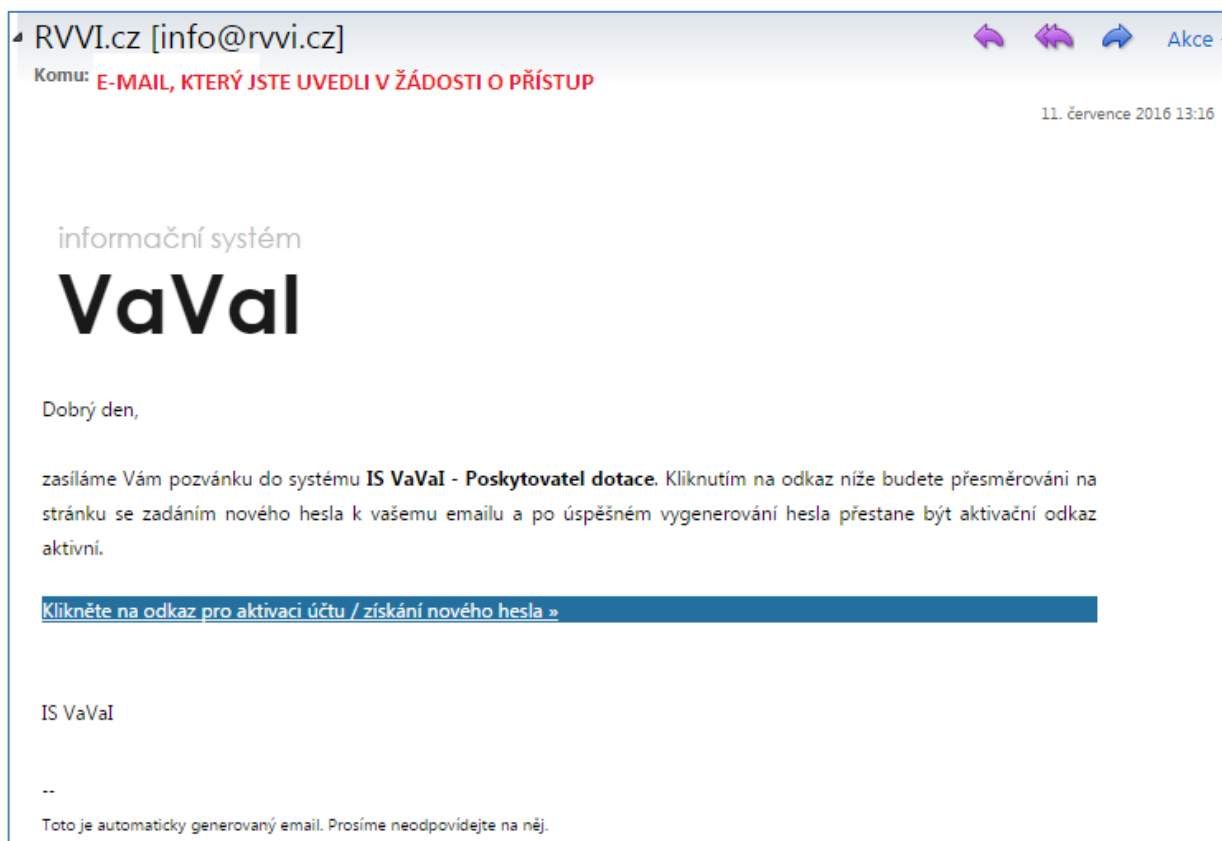 RVVI.cz [info@rvvi.cz]
Akce
Komu: E-MAIL, KTERÝ JSTE UVEDLI V ŽÁDOSTI O PŘÍSTUP
11. července 2016 13:16
informační systém
VaVaI
Dobrý den,
zasíláme Vám pozvánku do systému IS VaVaI - Poskytovatel dotace. Kliknutím na odkaz níže budete přesměrováni na
stránku se zadáním nového hesla k vašemu emailu a po úspěšném vygenerování hesla přestane být aktivační odkaz
aktivní.
Klikněte na odkaz pro aktivaci účtu / získání nového hesla »
IS VaVaI
--
Toto je automaticky generovaný email. Prosíme neodpovídejte na něj.